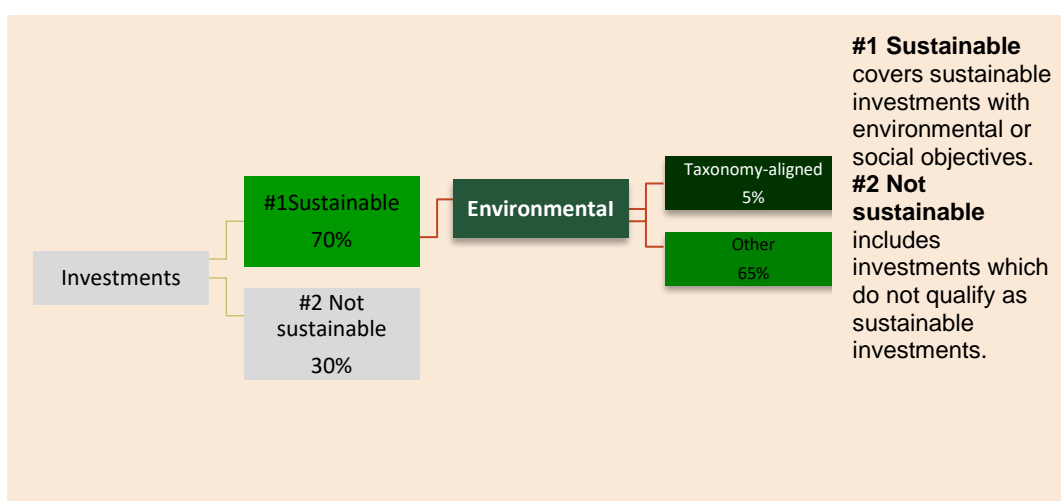 Investments
#1Sustainable
70%
#2 Not
sustainable
30%
Environmental
Taxonomy-aligned
5%
Other
65%
#1 Sustainable
covers sustainable
investments with
environmental or
social objectives.
#2 Not
sustainable
includes
investments which
do not qualify as
sustainable
investments.